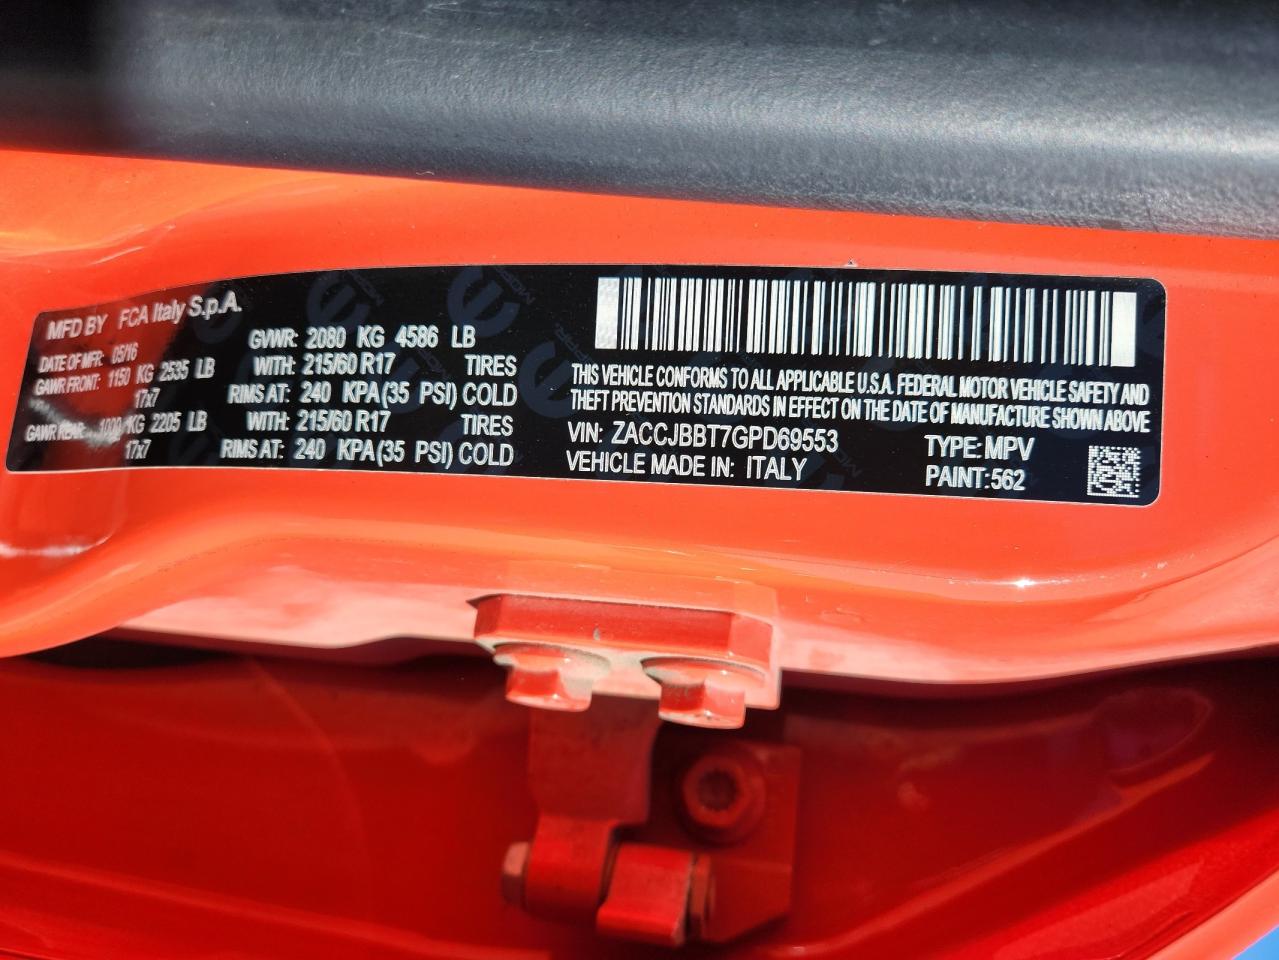 MFD BY FCA Italy S.p.A.
DATE OF MFR: 05/16
GAWR FRONT: 1150 KG 2535 LB
17x7
GAWR REAR: 1000 KG 2205 LB
17x7
GVWR: 2080 KG 4586 LB
WITH: 215/60 R17 TIRES
RIMS AT: 240 KPA(35 PSI) COLD
WITH: 215/60 R17 TIRES
RIMS AT: 240 KPA(35 PSI) COLD
THIS VEHICLE CONFORMS TO ALL APPLICABLE U.S.A. FEDERAL MOTOR VEHICLE SAFETY AND
THEFT PREVENTION STANDARDS IN EFFECT ON THE DATE OF MANUFACTURE SHOWN ABOVE
VIN: ZACCJBBT7GPD69553 TYPE:MPV
VEHICLE MADE IN: ITALY PAINT:562